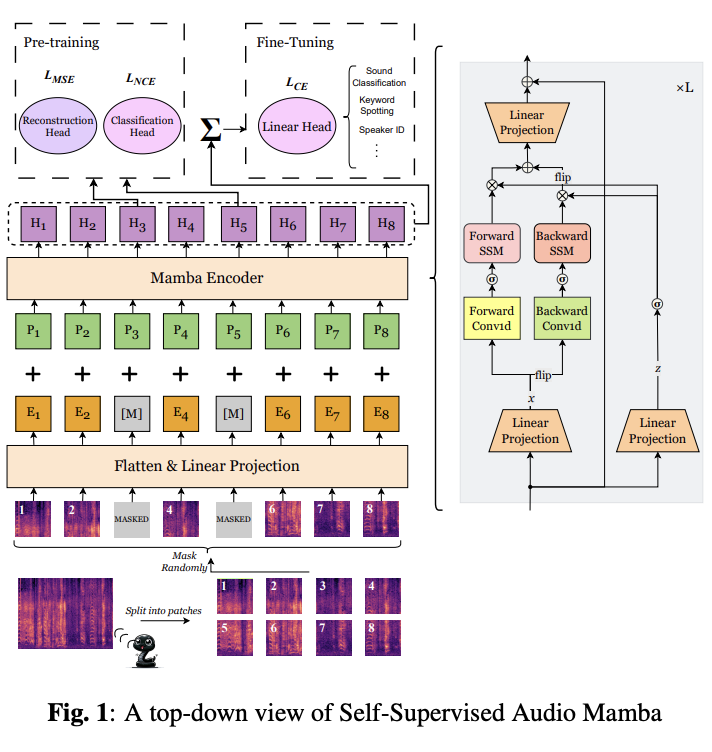 Pre-training
L_MSE
L_NCE
Reconstruction
Head
Classification
Head
Σ
Fine-Tuning
L_CE
Linear Head
Sound
Classification
Keyword
Spotting
Speaker ID
⋮
H1 H2 H3 H4 H5 H6 H7 H8
Mamba Encoder
P1 P2 P3 P4 P5 P6 P7 P8
+ + + + + + + +
E1 E2 [M] E4 [M] E6 E7 E8
Flatten & Linear Projection
1 2 MASKED 4 MASKED 6 7 8
Mask
Randomly
Split into patches
1 2 3 4
5 6 7 8
×L
Linear
Projection
flip
Forward
SSM
Backward
SSM
σ σ
σ
Forward
Conv1d
Backward
Conv1d
flip
x
z
Linear
Projection
Linear
Projection
Fig. 1: A top-down view of Self-Supervised Audio Mamba